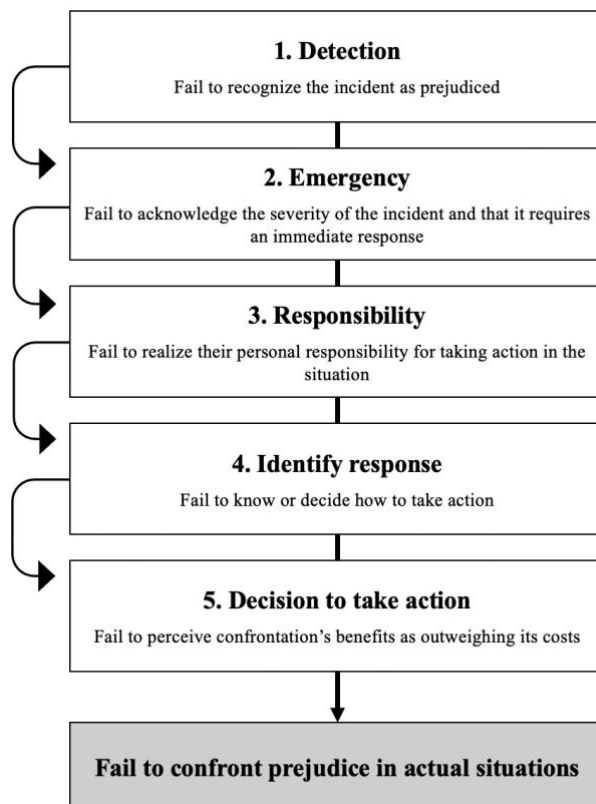 1. Detection
Fail to recognize the incident as prejudiced
2. Emergency
Fail to acknowledge the severity of the incident and that it requires
an immediate response
3. Responsibility
Fail to realize their personal responsibility for taking action in the
situation
4. Identify response
Fail to know or decide how to take action
5. Decision to take action
Fail to perceive confrontation’s benefits as outweighing its costs
Fail to confront prejudice in actual situations